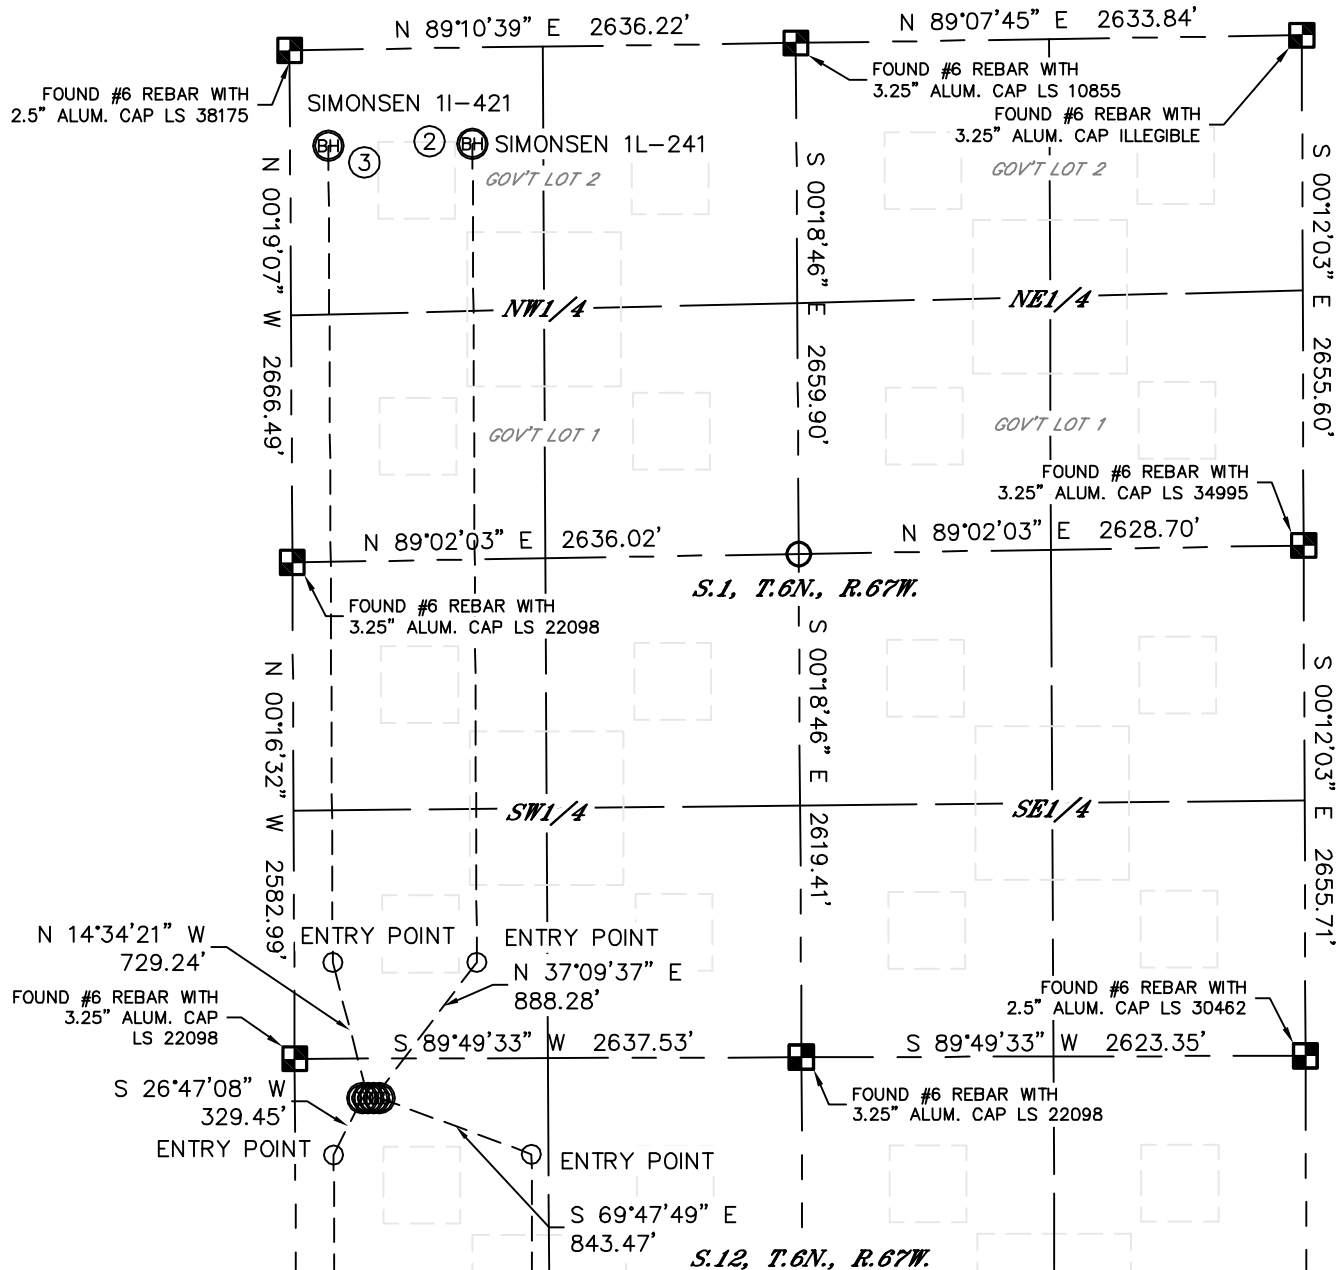 N 89°10'39" E 2636.22'
N 89°07'45" E 2633.84'
FOUND #6 REBAR WITH
2.5" ALUM. CAP LS 38175
FOUND #6 REBAR WITH
3.25" ALUM. CAP LS 10855
FOUND #6 REBAR WITH
3.25" ALUM. CAP ILLEGIBLE
SIMONSEN 1I-421
BH
3
2
BH
SIMONSEN 1L-241
GOV'T LOT 2
GOV'T LOT 2
N 00°19'07" W 2666.49'
S 00°18'46" E 2659.90'
S 00°12'03" E 2655.60'
NW1/4
NE1/4
GOV'T LOT 1
GOV'T LOT 1
FOUND #6 REBAR WITH
3.25" ALUM. CAP LS 34995
N 89°02'03" E 2636.02'
N 89°02'03" E 2628.70'
S.1, T.6N., R.67W.
FOUND #6 REBAR WITH
3.25" ALUM. CAP LS 22098
N 00°16'32" W 2582.99'
S 00°18'46" E 2619.41'
S 00°12'03" E 2655.71'
SW1/4
SE1/4
N 14°34'21" W
729.24'
ENTRY POINT
ENTRY POINT
N 37°09'37" E
888.28'
FOUND #6 REBAR WITH
3.25" ALUM. CAP
LS 22098
FOUND #6 REBAR WITH
2.5" ALUM. CAP LS 30462
S 89°49'33" W 2637.53'
S 89°49'33" W 2623.35'
S 26°47'08" W
329.45'
FOUND #6 REBAR WITH
3.25" ALUM. CAP LS 22098
ENTRY POINT
ENTRY POINT
S 69°47'49" E
843.47'
S.12, T.6N., R.67W.